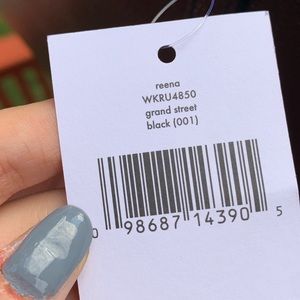 reena
WKRU4850
grand street
black (001)
0 98687 14390 5